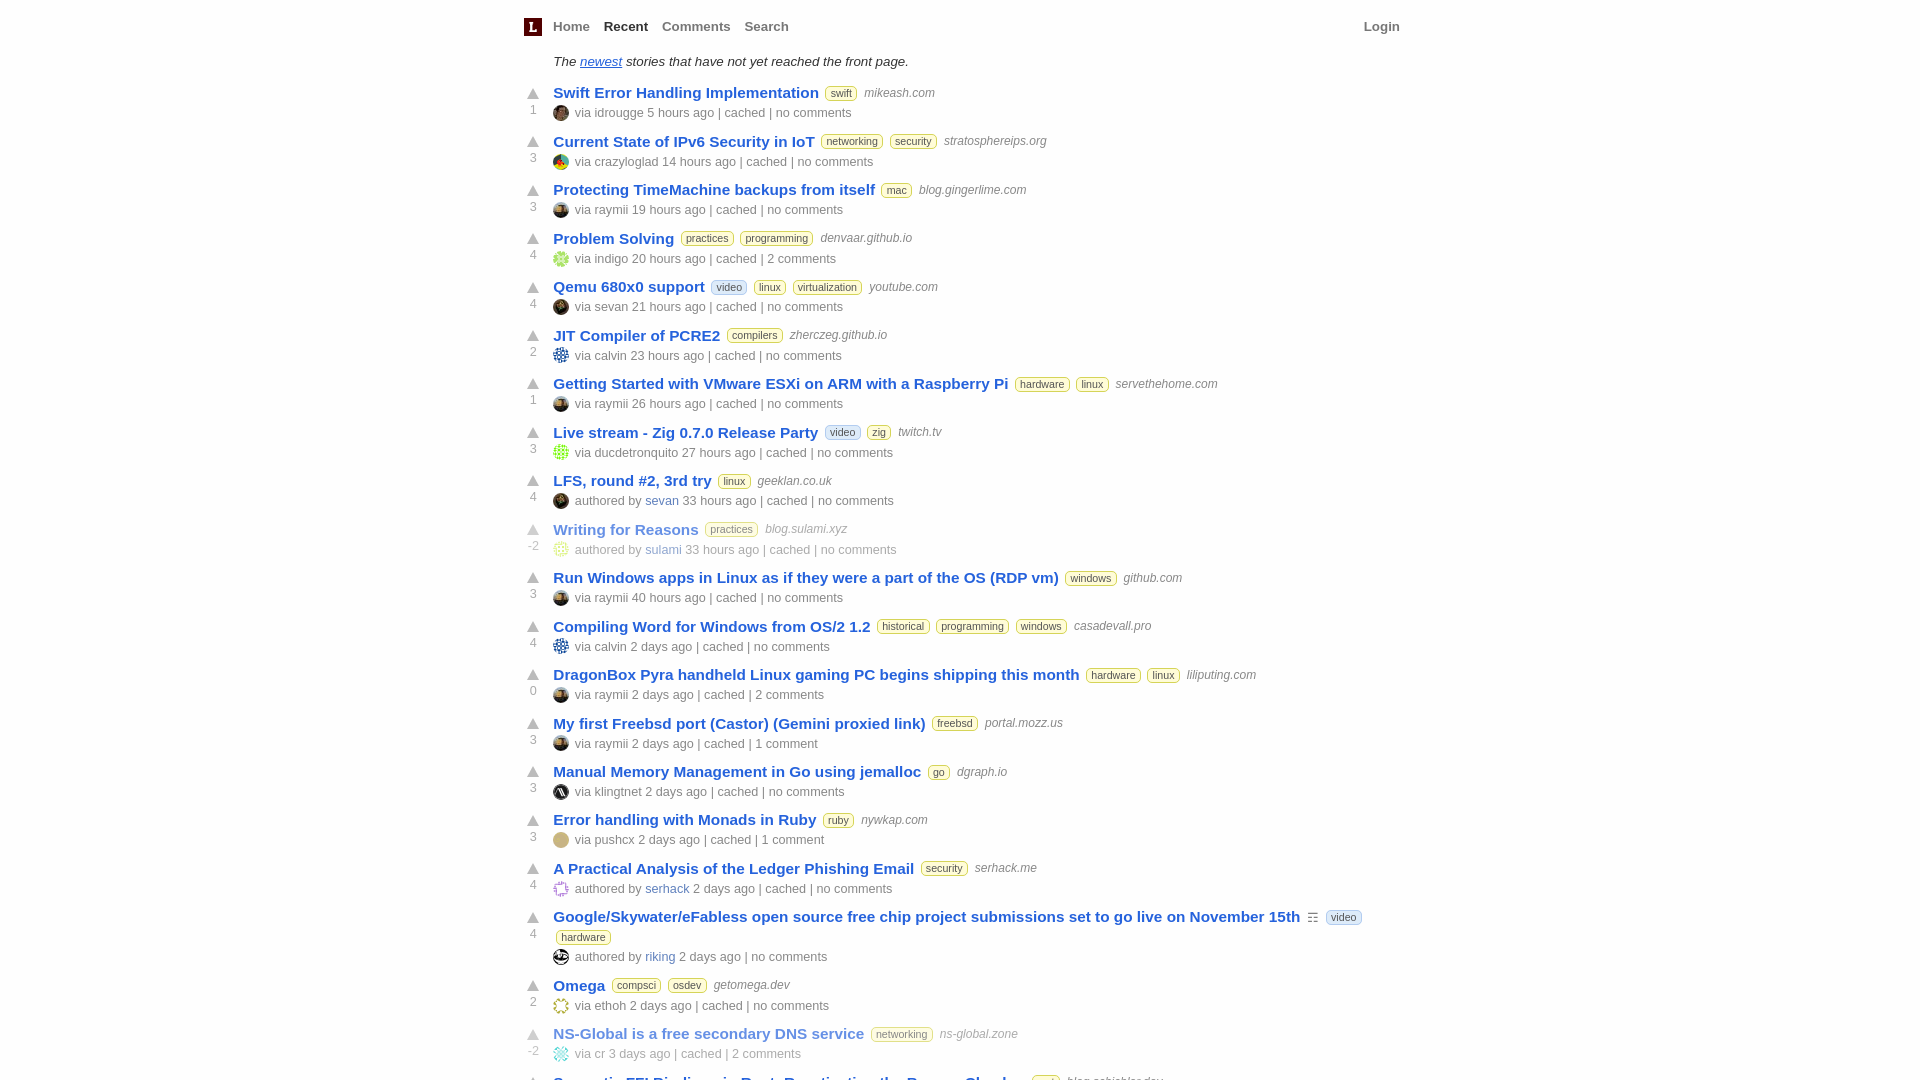 L Home Recent Comments Search Login
The newest stories that have not yet reached the front page.
Swift Error Handling Implementation swift mikeash.com
1
via idrougge 5 hours ago | cached | no comments
Current State of IPv6 Security in IoT networking security stratosphereips.org
3
via crazyloglad 14 hours ago | cached | no comments
Protecting TimeMachine backups from itself mac blog.gingerlime.com
3
via raymii 19 hours ago | cached | no comments
Problem Solving practices programming denvaar.github.io
4
via indigo 20 hours ago | cached | 2 comments
Qemu 680x0 support video linux virtualization youtube.com
4
via sevan 21 hours ago | cached | no comments
JIT Compiler of PCRE2 compilers zherczeg.github.io
2
via calvin 23 hours ago | cached | no comments
Getting Started with VMware ESXi on ARM with a Raspberry Pi hardware linux servethehome.com
1
via raymii 26 hours ago | cached | no comments
Live stream - Zig 0.7.0 Release Party video zig twitch.tv
3
via ducdetronquito 27 hours ago | cached | no comments
LFS, round #2, 3rd try linux geeklan.co.uk
4
authored by sevan 33 hours ago | cached | no comments
Writing for Reasons practices blog.sulami.xyz
-2
authored by sulami 33 hours ago | cached | no comments
Run Windows apps in Linux as if they were a part of the OS (RDP vm) windows github.com
3
via raymii 40 hours ago | cached | no comments
Compiling Word for Windows from OS/2 1.2 historical programming windows casadevall.pro
4
via calvin 2 days ago | cached | no comments
DragonBox Pyra handheld Linux gaming PC begins shipping this month hardware linux liliputing.com
0
via raymii 2 days ago | cached | 2 comments
My first Freebsd port (Castor) (Gemini proxied link) freebsd portal.mozz.us
3
via raymii 2 days ago | cached | 1 comment
Manual Memory Management in Go using jemalloc go dgraph.io
3
via klingtnet 2 days ago | cached | no comments
Error handling with Monads in Ruby ruby nywkap.com
3
via pushcx 2 days ago | cached | 1 comment
A Practical Analysis of the Ledger Phishing Email security serhack.me
4
authored by serhack 2 days ago | cached | no comments
Google/Skywater/eFabless open source free chip project submissions set to go live on November 15th ☶ video
4
hardware
authored by riking 2 days ago | no comments
Omega compsci osdev getomega.dev
2
via ethoh 2 days ago | cached | no comments
NS-Global is a free secondary DNS service networking ns-global.zone
-2
via cr 3 days ago | cached | 2 comments